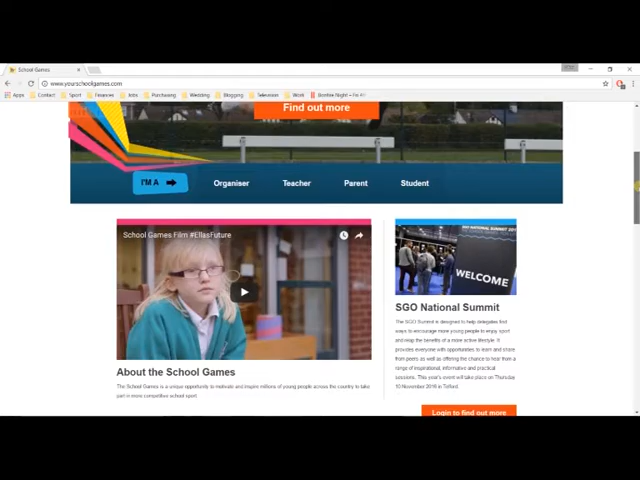 School Games
www.yourschoolgames.com
Apps Contact Sport Finances Jobs Purchasing Wedding Blogging Television Work
Find out more
I'M A Organiser Teacher Parent Student
School Games Film #EllasFuture
SGO NATIONAL SUMMIT
WELCOME
SGO National Summit
The SGO Summit is designed to help delegates find
ways to encourage more young people to enjoy sport
and reap the benefits of a more active lifestyle. It
provides everyone with opportunities to learn and share
from peers as well as offering the chance to hear from
a range of inspirational, informative and practical
sessions. This year's event will take place on Thursday
10 November 2016 in Telford.
Login to find out more
About the School Games
The School Games is a unique opportunity to motivate and inspire millions of young people across the country to take
part in more competitive school sport